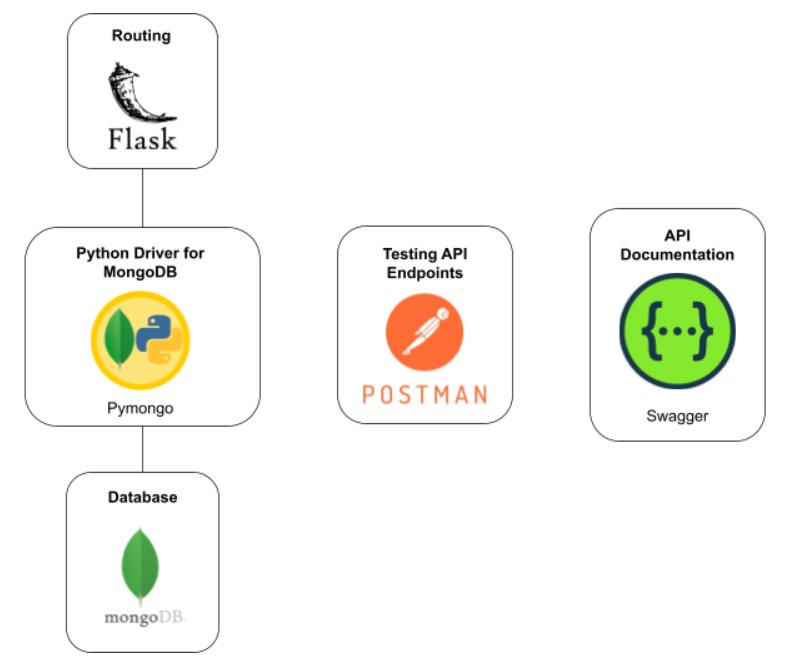 Routing
Flask
Python Driver for
MongoDB
Pymongo
Database
mongoDB.
Testing API
Endpoints
POSTMAN
API
Documentation
{...}
Swagger